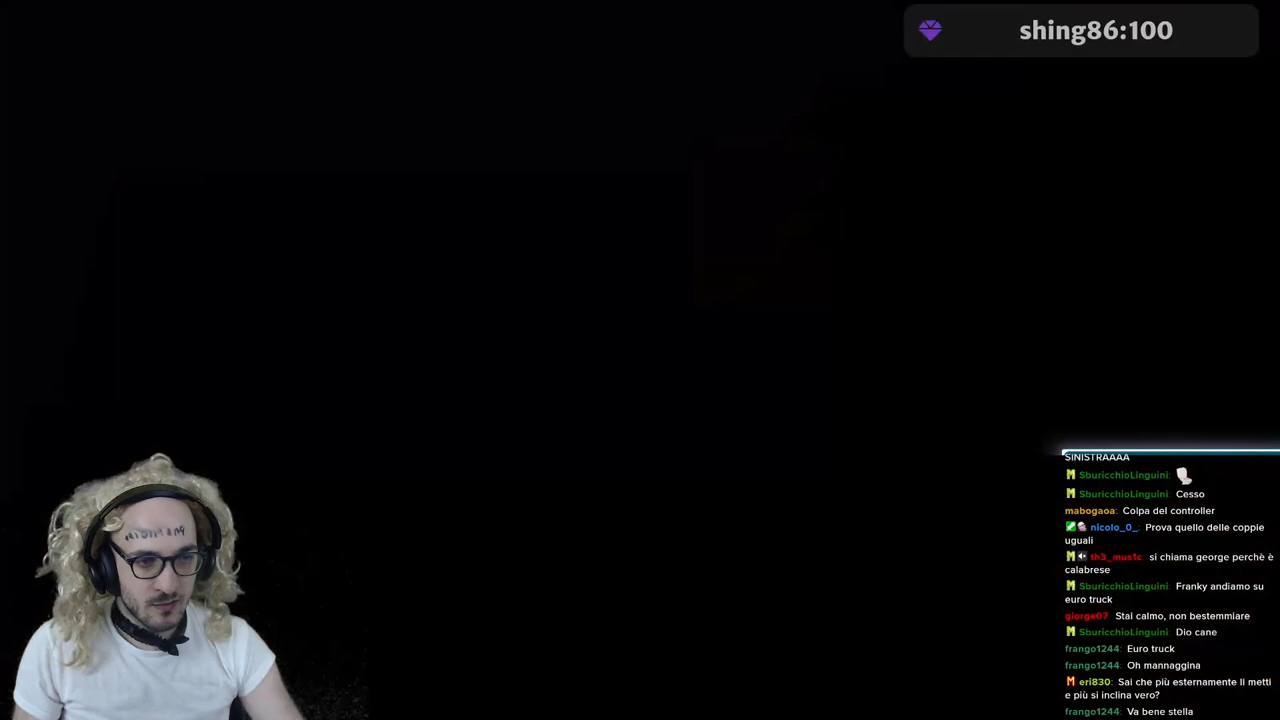 shing86:100
SINISTRAAAA
SburicchioLinguini:
SburicchioLinguini: Cesso
mabogaoa: Colpa del controller
nicolo_0_: Prova quello delle coppie
uguali
th3_mus1c: si chiama george perchè è
calabrese
SburicchioLinguini: Franky andiamo su
euro truck
giorge07: Stai calmo, non bestemmiare
SburicchioLinguini: Dio cane
frango1244: Euro truck
frango1244: Oh mannaggina
eri830: Sai che più esternamente li metti
e più si inclina vero?
frango1244: Va bene stella